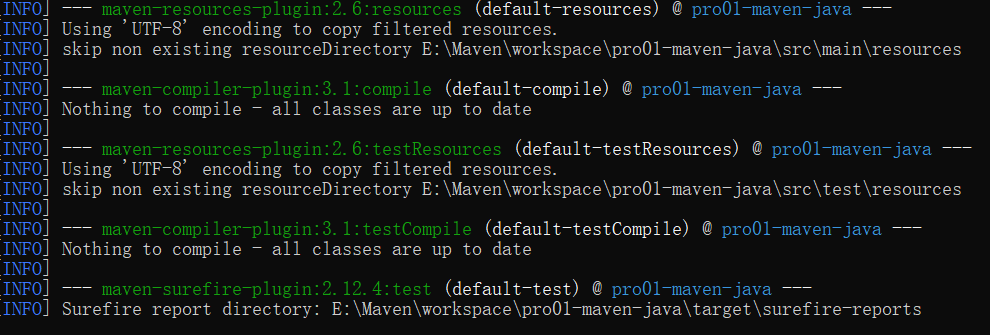 [INFO] --- maven-resources-plugin:2.6:resources (default-resources) @ pro01-maven-java ---
[INFO] Using 'UTF-8' encoding to copy filtered resources.
[INFO] skip non existing resourceDirectory E:\Maven\workspace\pro01-maven-java\src\main\resources
[INFO]
[INFO] --- maven-compiler-plugin:3.1:compile (default-compile) @ pro01-maven-java ---
[INFO] Nothing to compile - all classes are up to date
[INFO]
[INFO] --- maven-resources-plugin:2.6:testResources (default-testResources) @ pro01-maven-java ---
[INFO] Using 'UTF-8' encoding to copy filtered resources.
[INFO] skip non existing resourceDirectory E:\Maven\workspace\pro01-maven-java\src\test\resources
[INFO]
[INFO] --- maven-compiler-plugin:3.1:testCompile (default-testCompile) @ pro01-maven-java ---
[INFO] Nothing to compile - all classes are up to date
[INFO]
[INFO] --- maven-surefire-plugin:2.12.4:test (default-test) @ pro01-maven-java ---
[INFO] Surefire report directory: E:\Maven\workspace\pro01-maven-java\target\surefire-reports